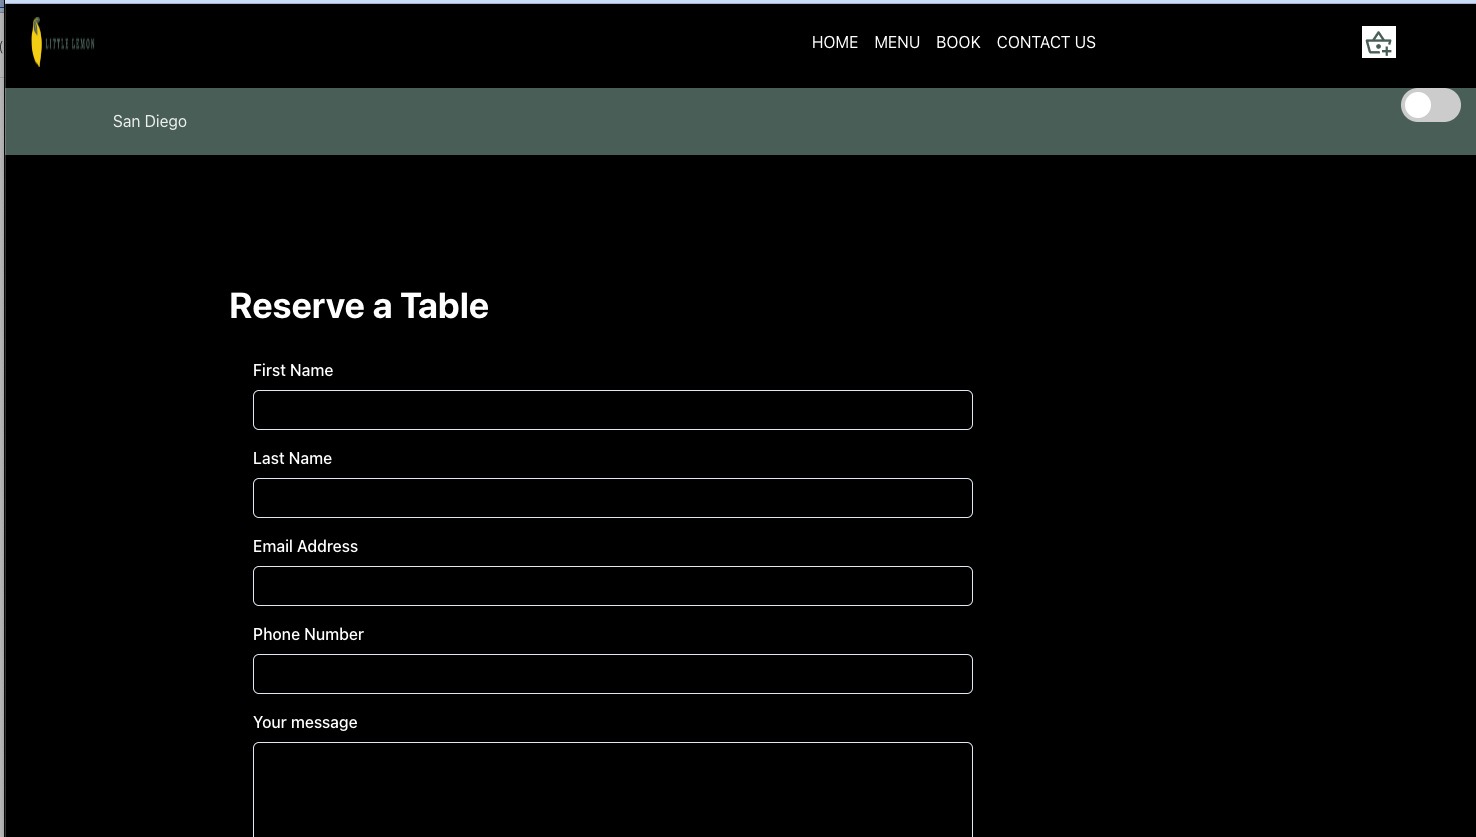 LITTLE LEMON
HOME MENU BOOK CONTACT US
San Diego
Reserve a Table
First Name
Last Name
Email Address
Phone Number
Your message